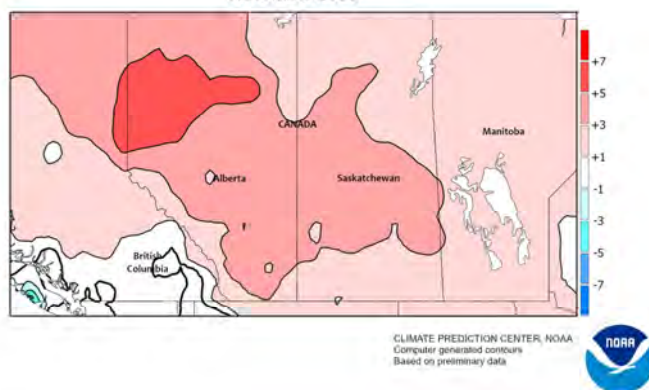 CANADA
Manitoba
Alberta
Saskatchewan
British
Columbia
+7
+5
+3
+1
-1
-3
-5
-7
CLIMATE PREDICTION CENTER, NOAA
Computer generated contours
Based on preliminary data
NOAA